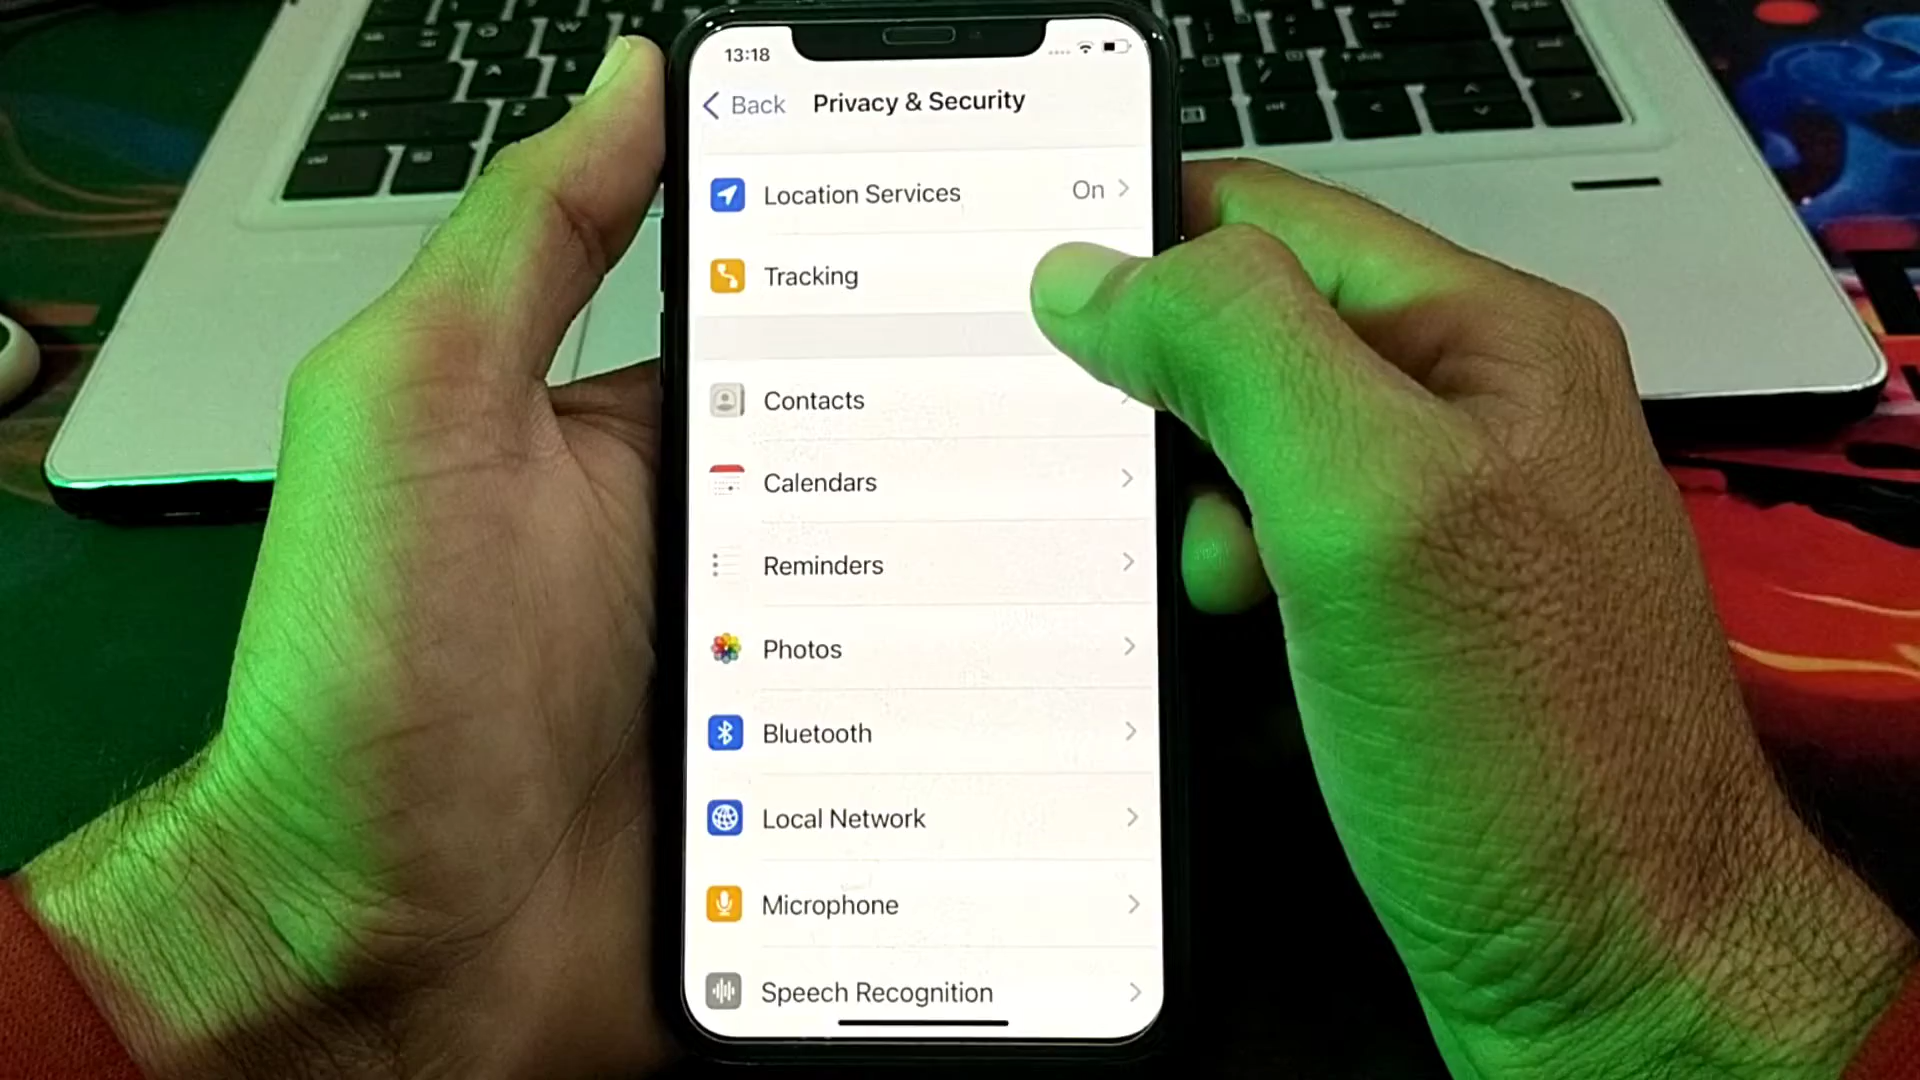 13:18
Back Privacy & Security
Location Services On
Tracking
Contacts
Calendars
Reminders
Photos
Bluetooth
Local Network
Microphone
Speech Recognition